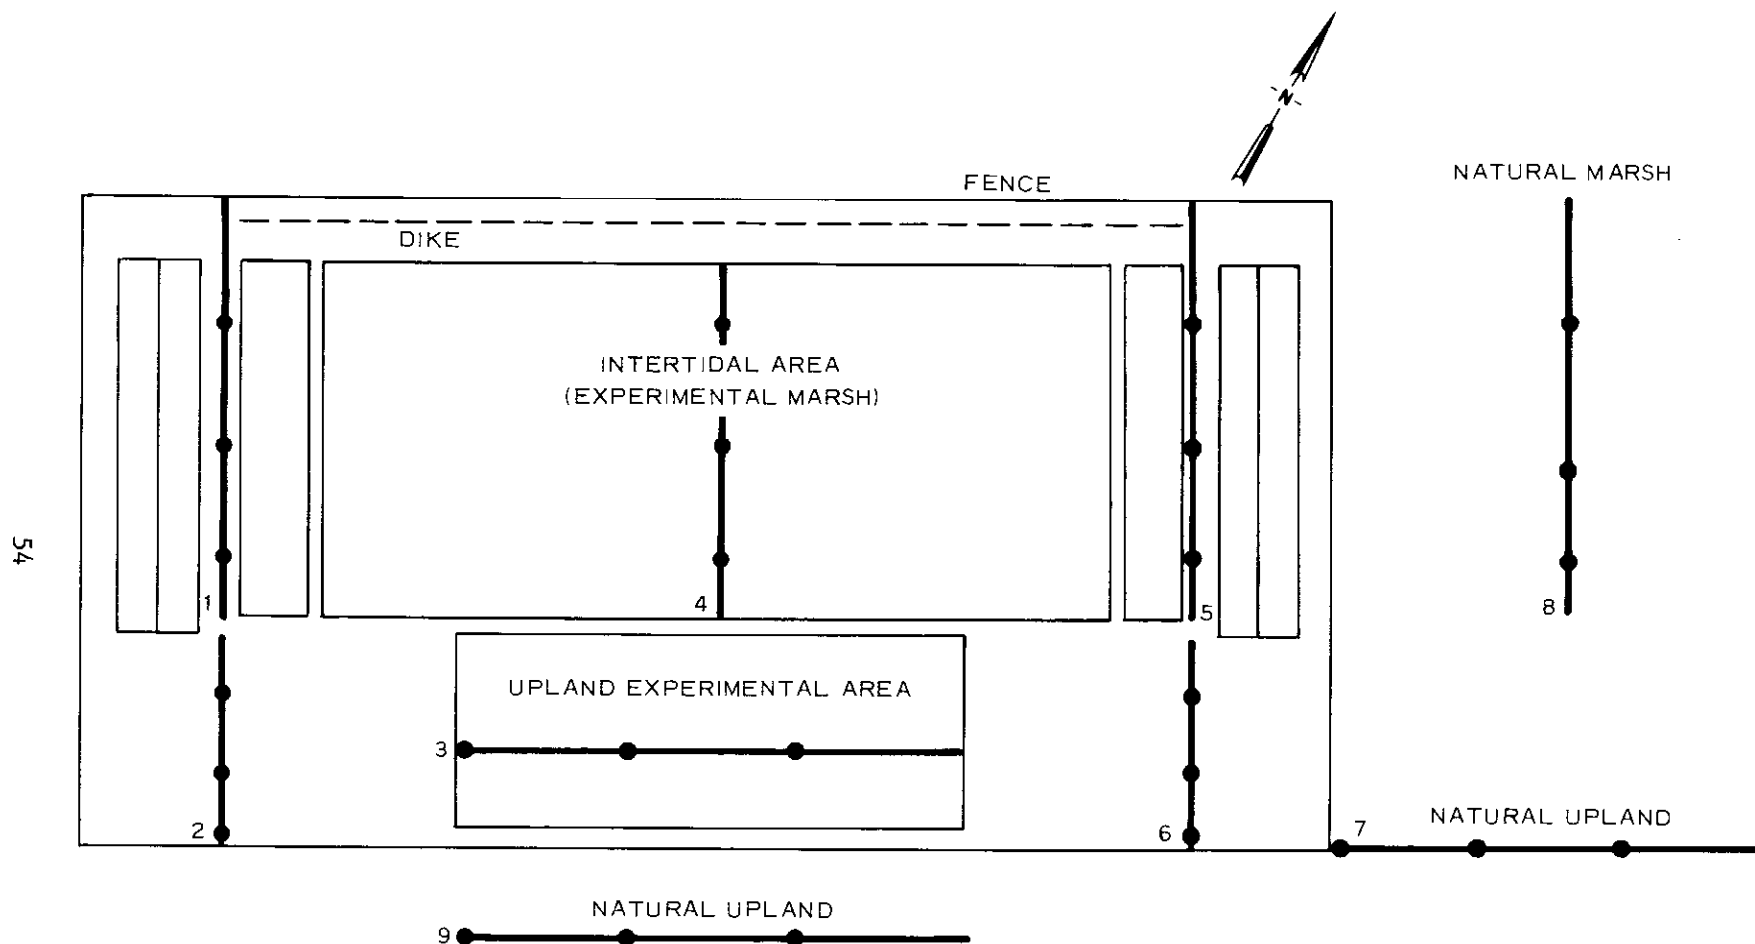 N
FENCE
NATURAL MARSH
DIKE
INTERTIDAL AREA
(EXPERIMENTAL MARSH)
54
1
4
5
8
UPLAND EXPERIMENTAL AREA
3
2
6
7
NATURAL UPLAND
NATURAL UPLAND
9